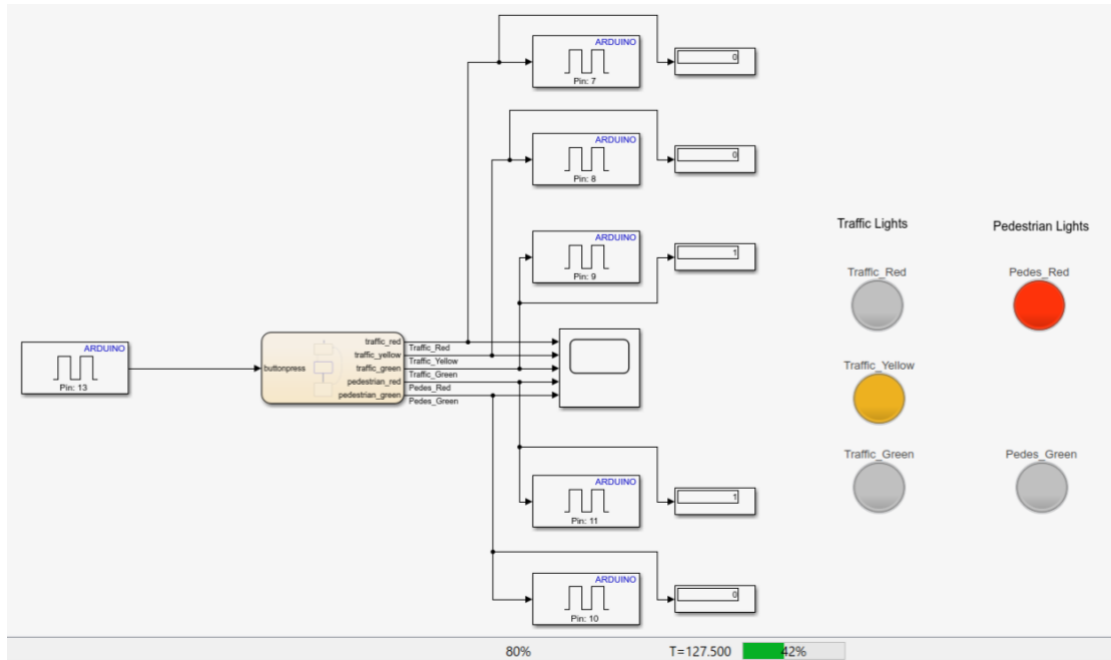 ARDUINO
Pin: 7
0
ARDUINO
Pin: 8
0
ARDUINO
Pin: 9
1
ARDUINO
Pin: 13
buttonpress
traffic_red
traffic_yellow
traffic_green
pedestrian_red
pedestrian_green
Traffic_Red
Traffic_Yellow
Traffic_Green
Pedes_Red
Pedes_Green
ARDUINO
Pin: 11
1
ARDUINO
Pin: 10
0
Traffic Lights
Pedestrian Lights
Traffic_Red
Pedes_Red
Traffic_Yellow
Traffic_Green
Pedes_Green
80%
T=127.500
42%